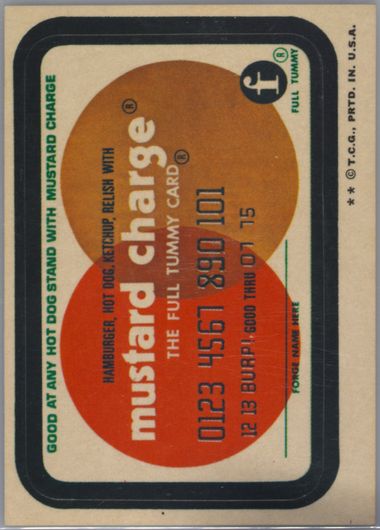 GOOD AT ANY HOT DOG STAND WITH MUSTARD CHARGE
HAMBURGER, HOT DOG, KETCHUP, RELISH WITH
mustard charge®
THE FULL TUMMY CARD®
0123 4567 890 101
12 13 BURP! GOOD THRU 07 75
FORGE NAME HERE
f
FULL TUMMY
** © T.C.G., PRTD. IN U.S.A.